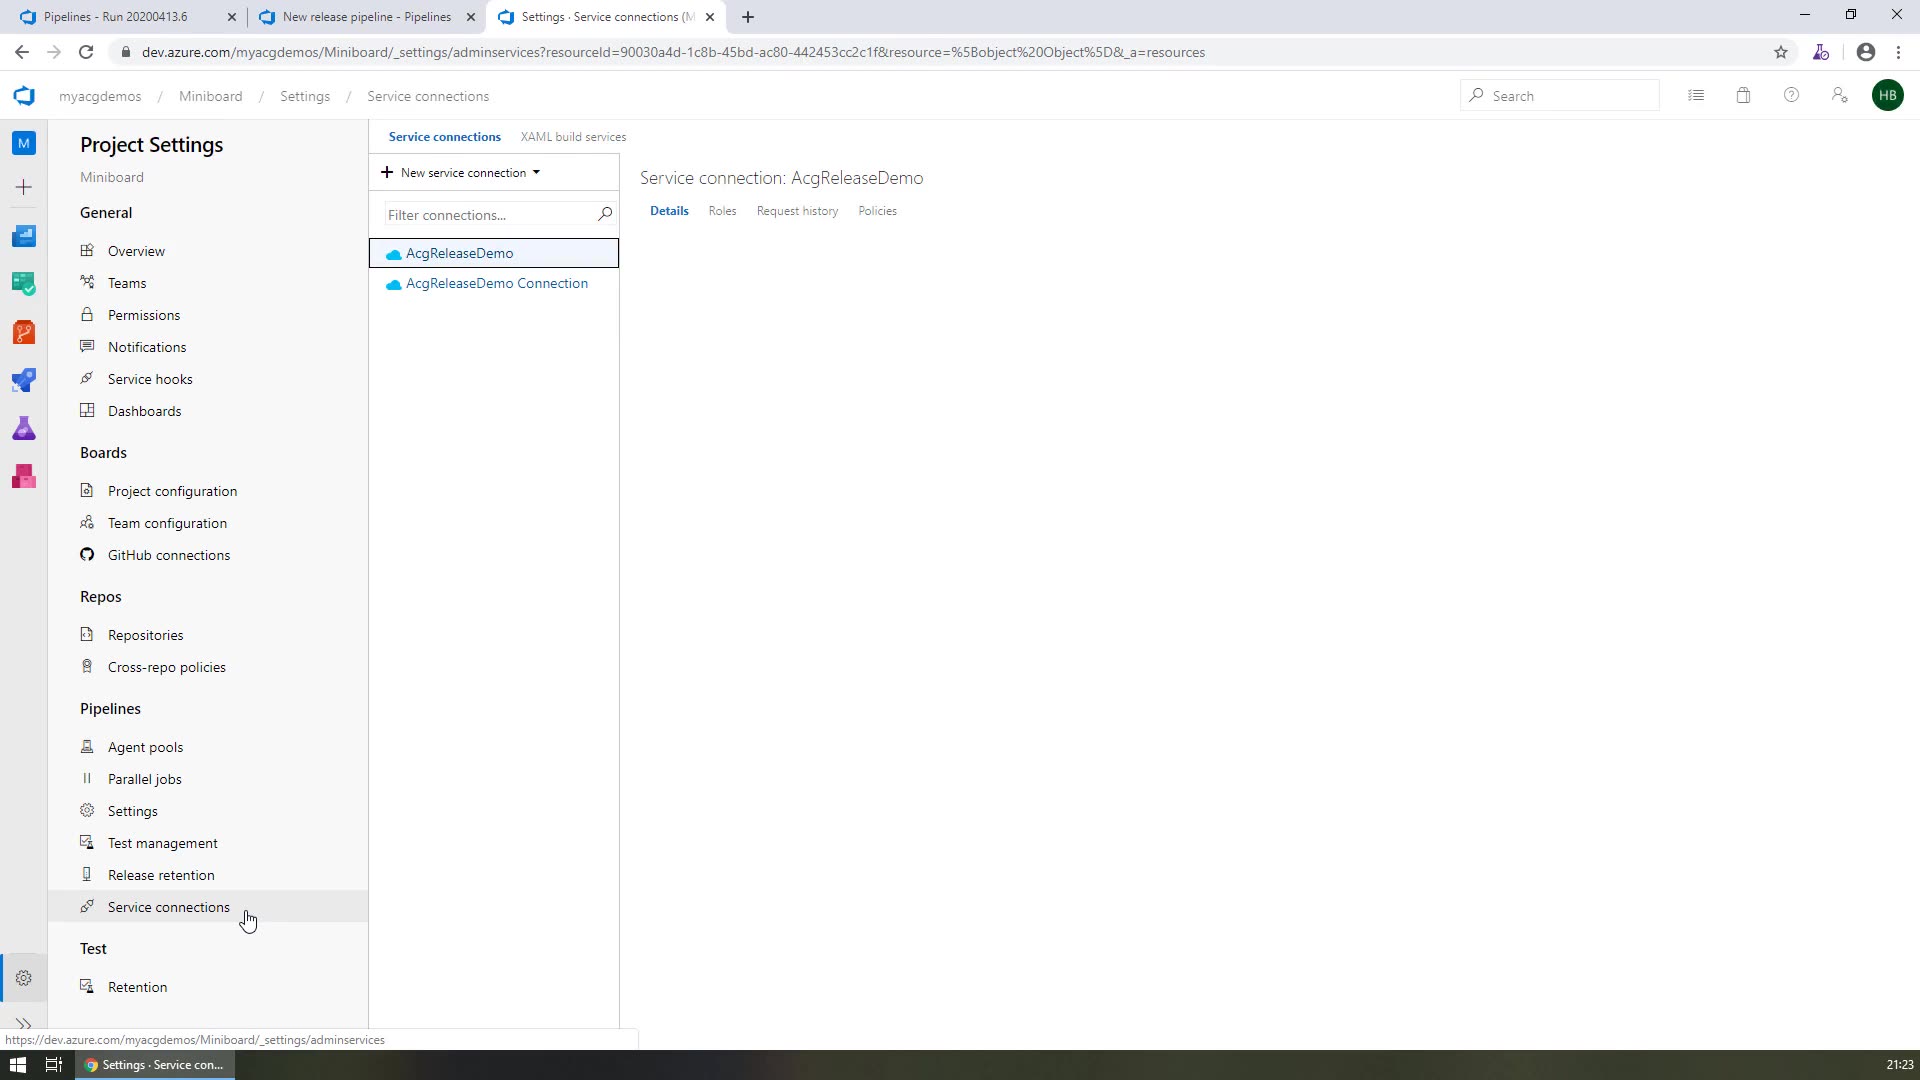 Pipelines - Run 20200413.6
New release pipeline - Pipelines
Settings · Service connections (M
dev.azure.com/myacgdemos/Miniboard/_settings/adminservices?resourceId=90030a4d-1c8b-45bd-ac80-442453cc2c1f&resource=%5Bobject%20Object%5D&_a=resources
myacgdemos / Miniboard / Settings / Service connections
Search
HB
M
Project Settings
Miniboard
General
Overview
Teams
Permissions
Notifications
Service hooks
Dashboards
Boards
Project configuration
Team configuration
GitHub connections
Repos
Repositories
Cross-repo policies
Pipelines
Agent pools
Parallel jobs
Settings
Test management
Release retention
Service connections
Test
Retention
Service connections
XAML build services
New service connection
Filter connections...
AcgReleaseDemo
AcgReleaseDemo Connection
Service connection: AcgReleaseDemo
Details
Roles
Request history
Policies
https://dev.azure.com/myacgdemos/Miniboard/_settings/adminservices
Settings · Service con...
21:23